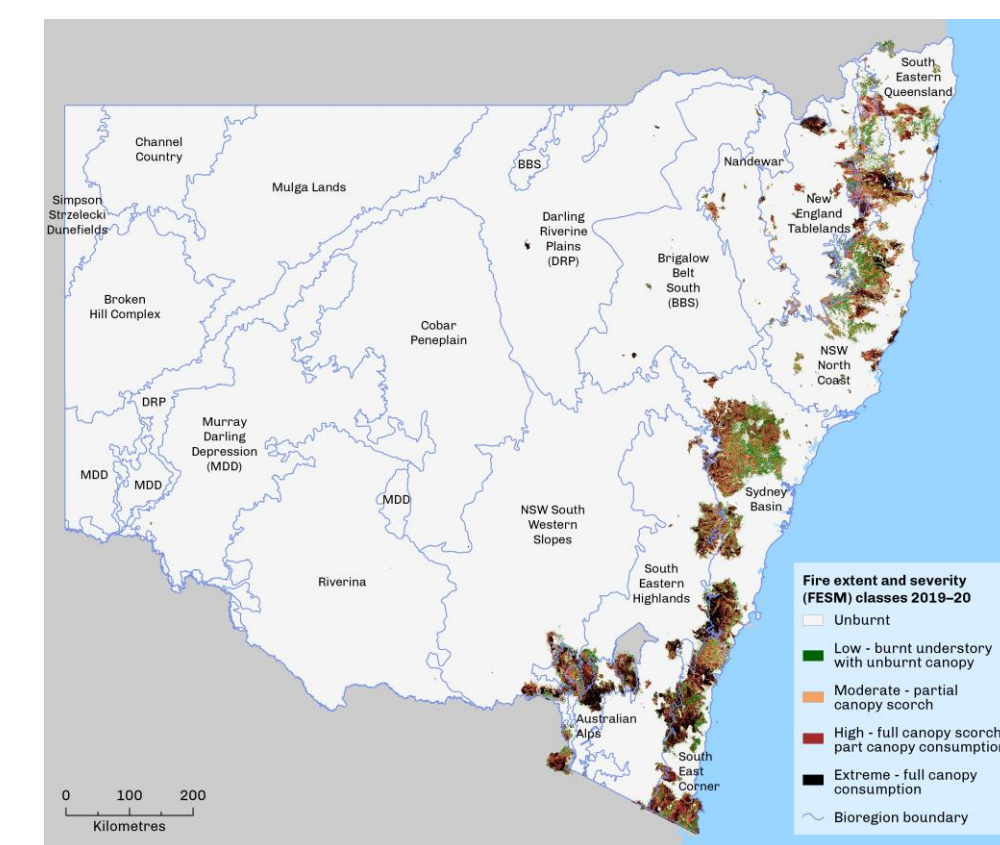 South
Eastern
Queensland
Channel
Country
BBS
Nandewar
Mulga Lands
Simpson
Strzelecki
Dunefields
New
England
Tablelands
Darling
Riverine
Plains
(DRP)
Brigalow
Belt
South
(BBS)
Broken
Hill Complex
Cobar
Peneplain
NSW
North
Coast
DRP
Murray
Darling
Depression
(MDD)
MDD
MDD
MDD
Sydney
Basin
NSW South
Western
Slopes
Riverina
South
Eastern
Highlands
Australian
Alps
South
East
Corner
0 100 200
Kilometres
Fire extent and severity
(FESM) classes 2019–20
Unburnt
Low - burnt understory
with unburnt canopy
Moderate - partial
canopy scorch
High - full canopy scorch
part canopy consumption
Extreme - full canopy
consumption
Bioregion boundary